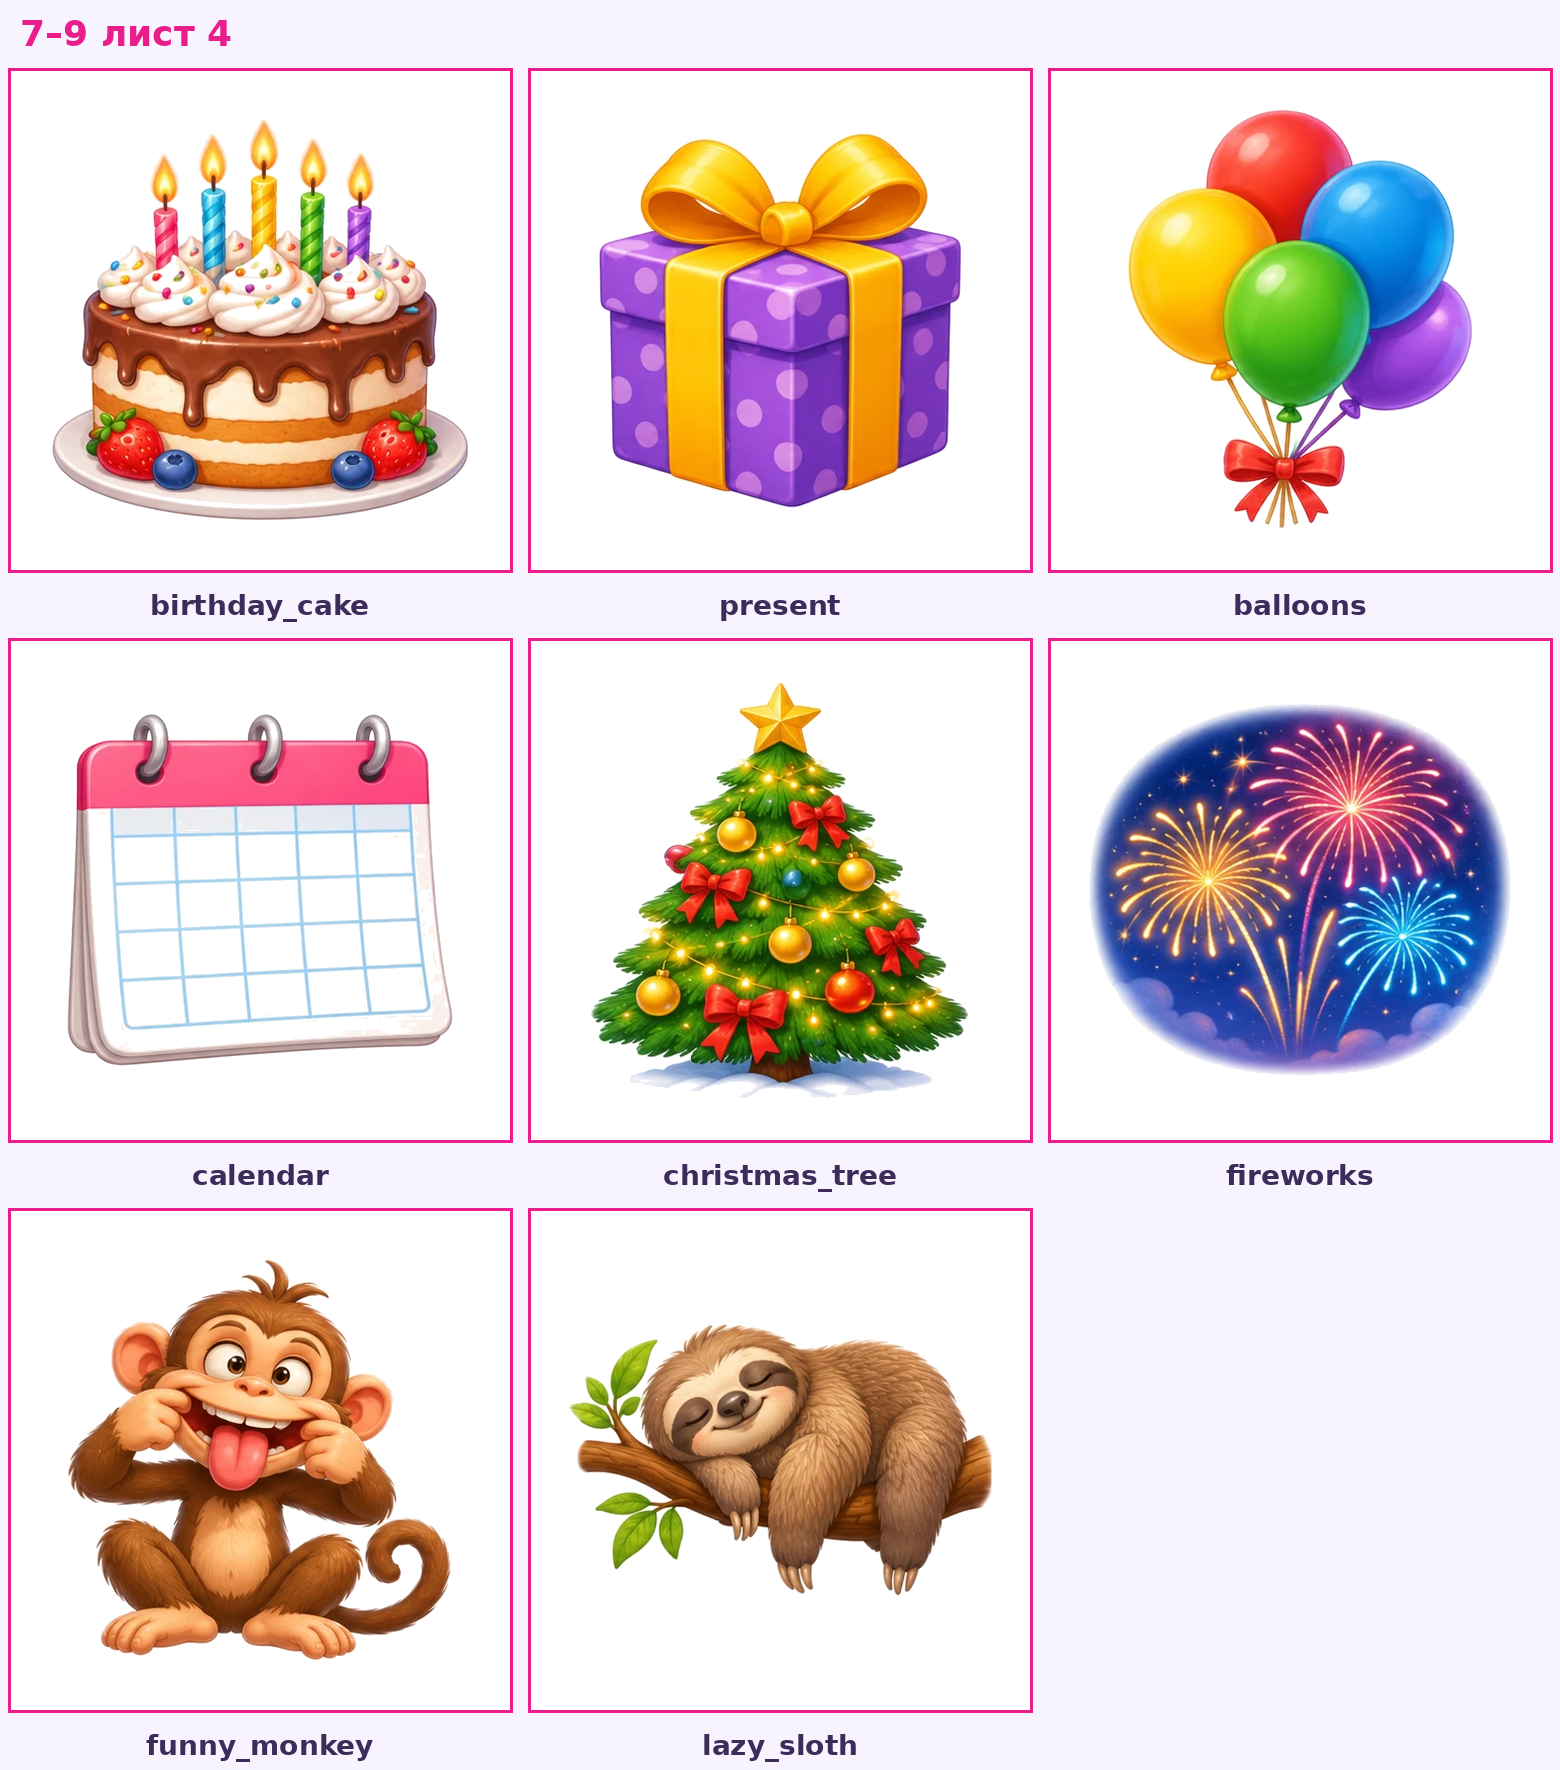 7–9 лист 4
birthday_cake
present
balloons
calendar
christmas_tree
fireworks
funny_monkey
lazy_sloth